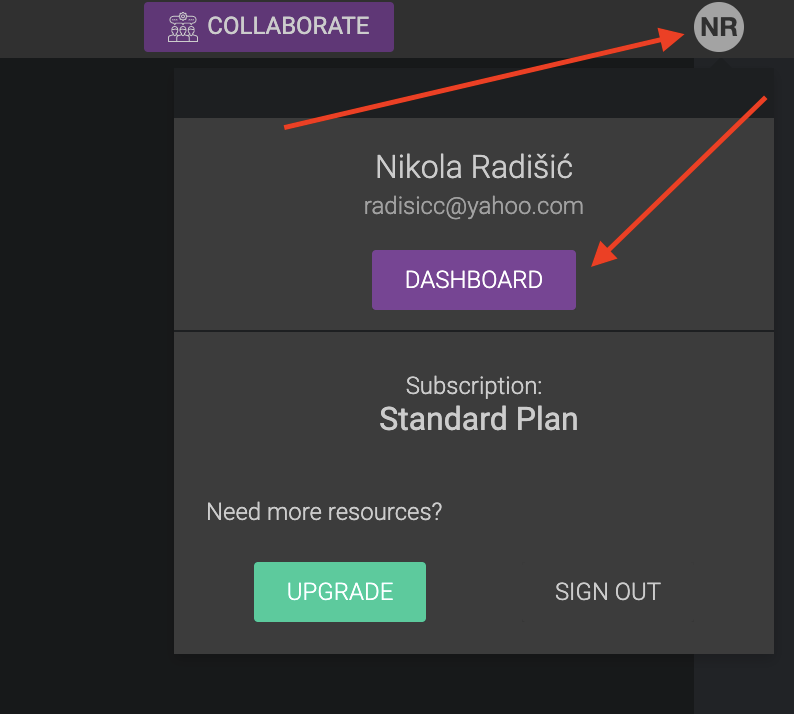 COLLABORATE
NR
Nikola Radišić
radisicc@yahoo.com
DASHBOARD
Subscription:
Standard Plan
Need more resources?
UPGRADE
SIGN OUT